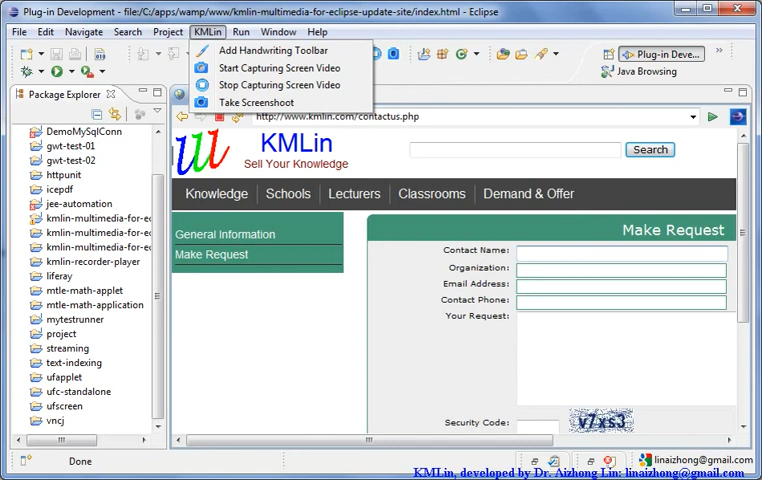 Plug-in Development - file:/C:/apps/wamp/www/kmlin-multimedia-for-eclipse-update-site/index.html - Eclipse
File Edit Navigate Search Project KMLin Run Window Help
Add Handwriting Toolbar
Start Capturing Screen Video
Stop Capturing Screen Video
Take Screenshoot
Plug-in Deve...
Java Browsing
Package Explorer
DemoMySqlConn
gwt-test-01
gwt-test-02
httpunit
icepdf
jee-automation
kmlin-multimedia-for-ec
kmlin-multimedia-for-ec
kmlin-multimedia-for-ec
kmlin-recorder-player
liferay
mtle-math-applet
mtle-math-application
mytestrunner
project
streaming
text-indexing
ufapplet
ufc-standalone
ufscreen
vncj
http://www.kmlin.com/contactus.php
KMLin
Sell Your Knowledge
Search
Knowledge Schools Lecturers Classrooms Demand & Offer
General Information
Make Request
Make Request
Contact Name:
Organization:
Email Address:
Contact Phone:
Your Request:
Security Code:
v7xs3
Done
linaizhong@gmail.com
KMLin, developed by Dr. Aizhong Lin: linaizhong@gmail.com